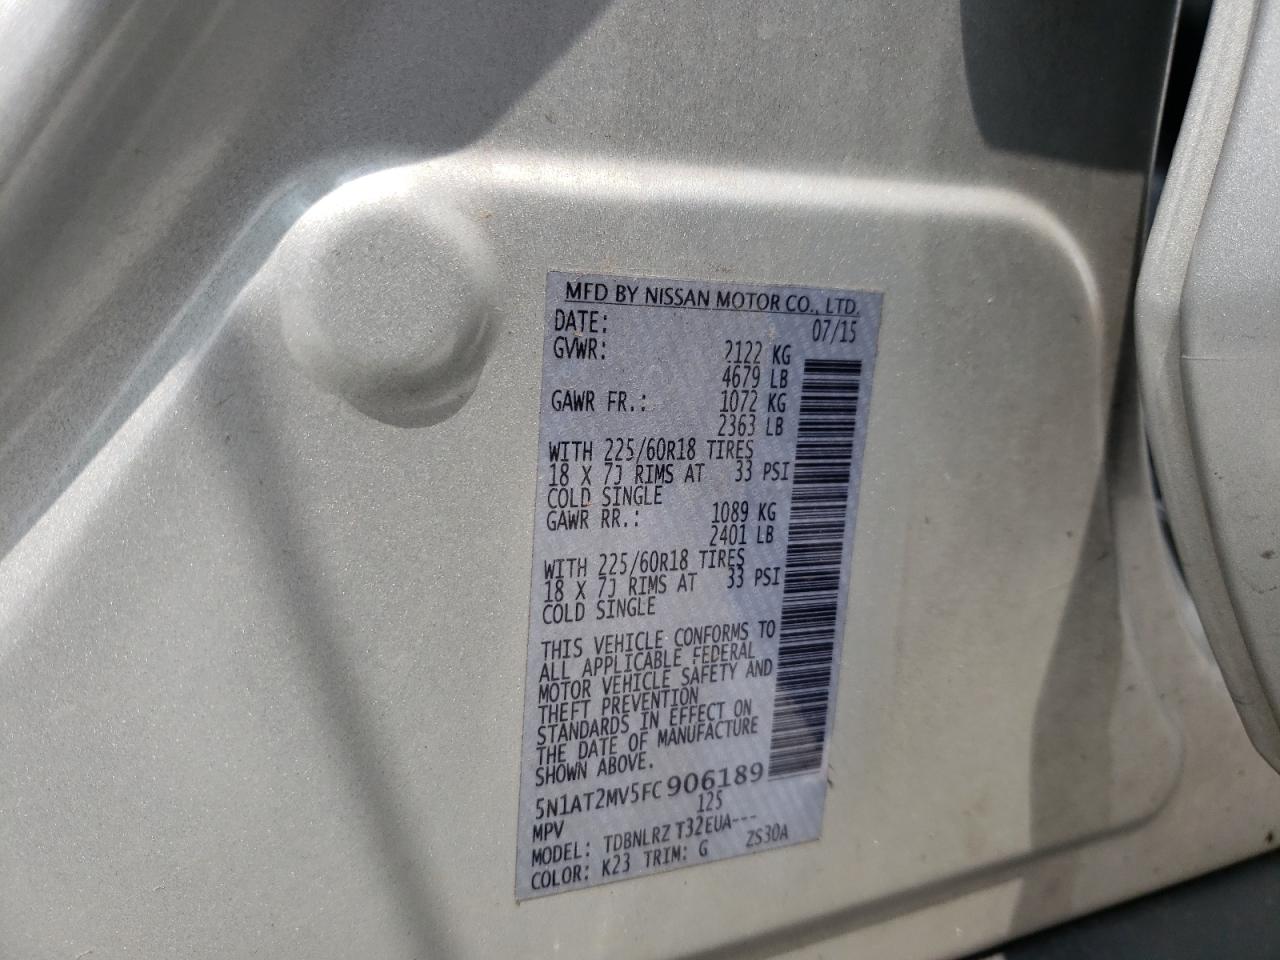 MFD BY NISSAN MOTOR CO., LTD.
DATE: 07/15
GVWR: 2122 KG
4679 LB
GAWR FR.: 1072 KG
2363 LB
WITH 225/60R18 TIRES
18 X 7J RIMS AT 33 PSI
COLD SINGLE
GAWR RR.: 1089 KG
2401 LB
WITH 225/60R18 TIRES
18 X 7J RIMS AT 33 PSI
COLD SINGLE
THIS VEHICLE CONFORMS TO
ALL APPLICABLE FEDERAL
MOTOR VEHICLE SAFETY AND
THEFT PREVENTION
STANDARDS IN EFFECT ON
THE DATE OF MANUFACTURE
SHOWN ABOVE.
5N1AT2MV5FC906189
MPV 125
MODEL: TDBNLRZ T32EUA---
COLOR: K23 TRIM: G ZS30A